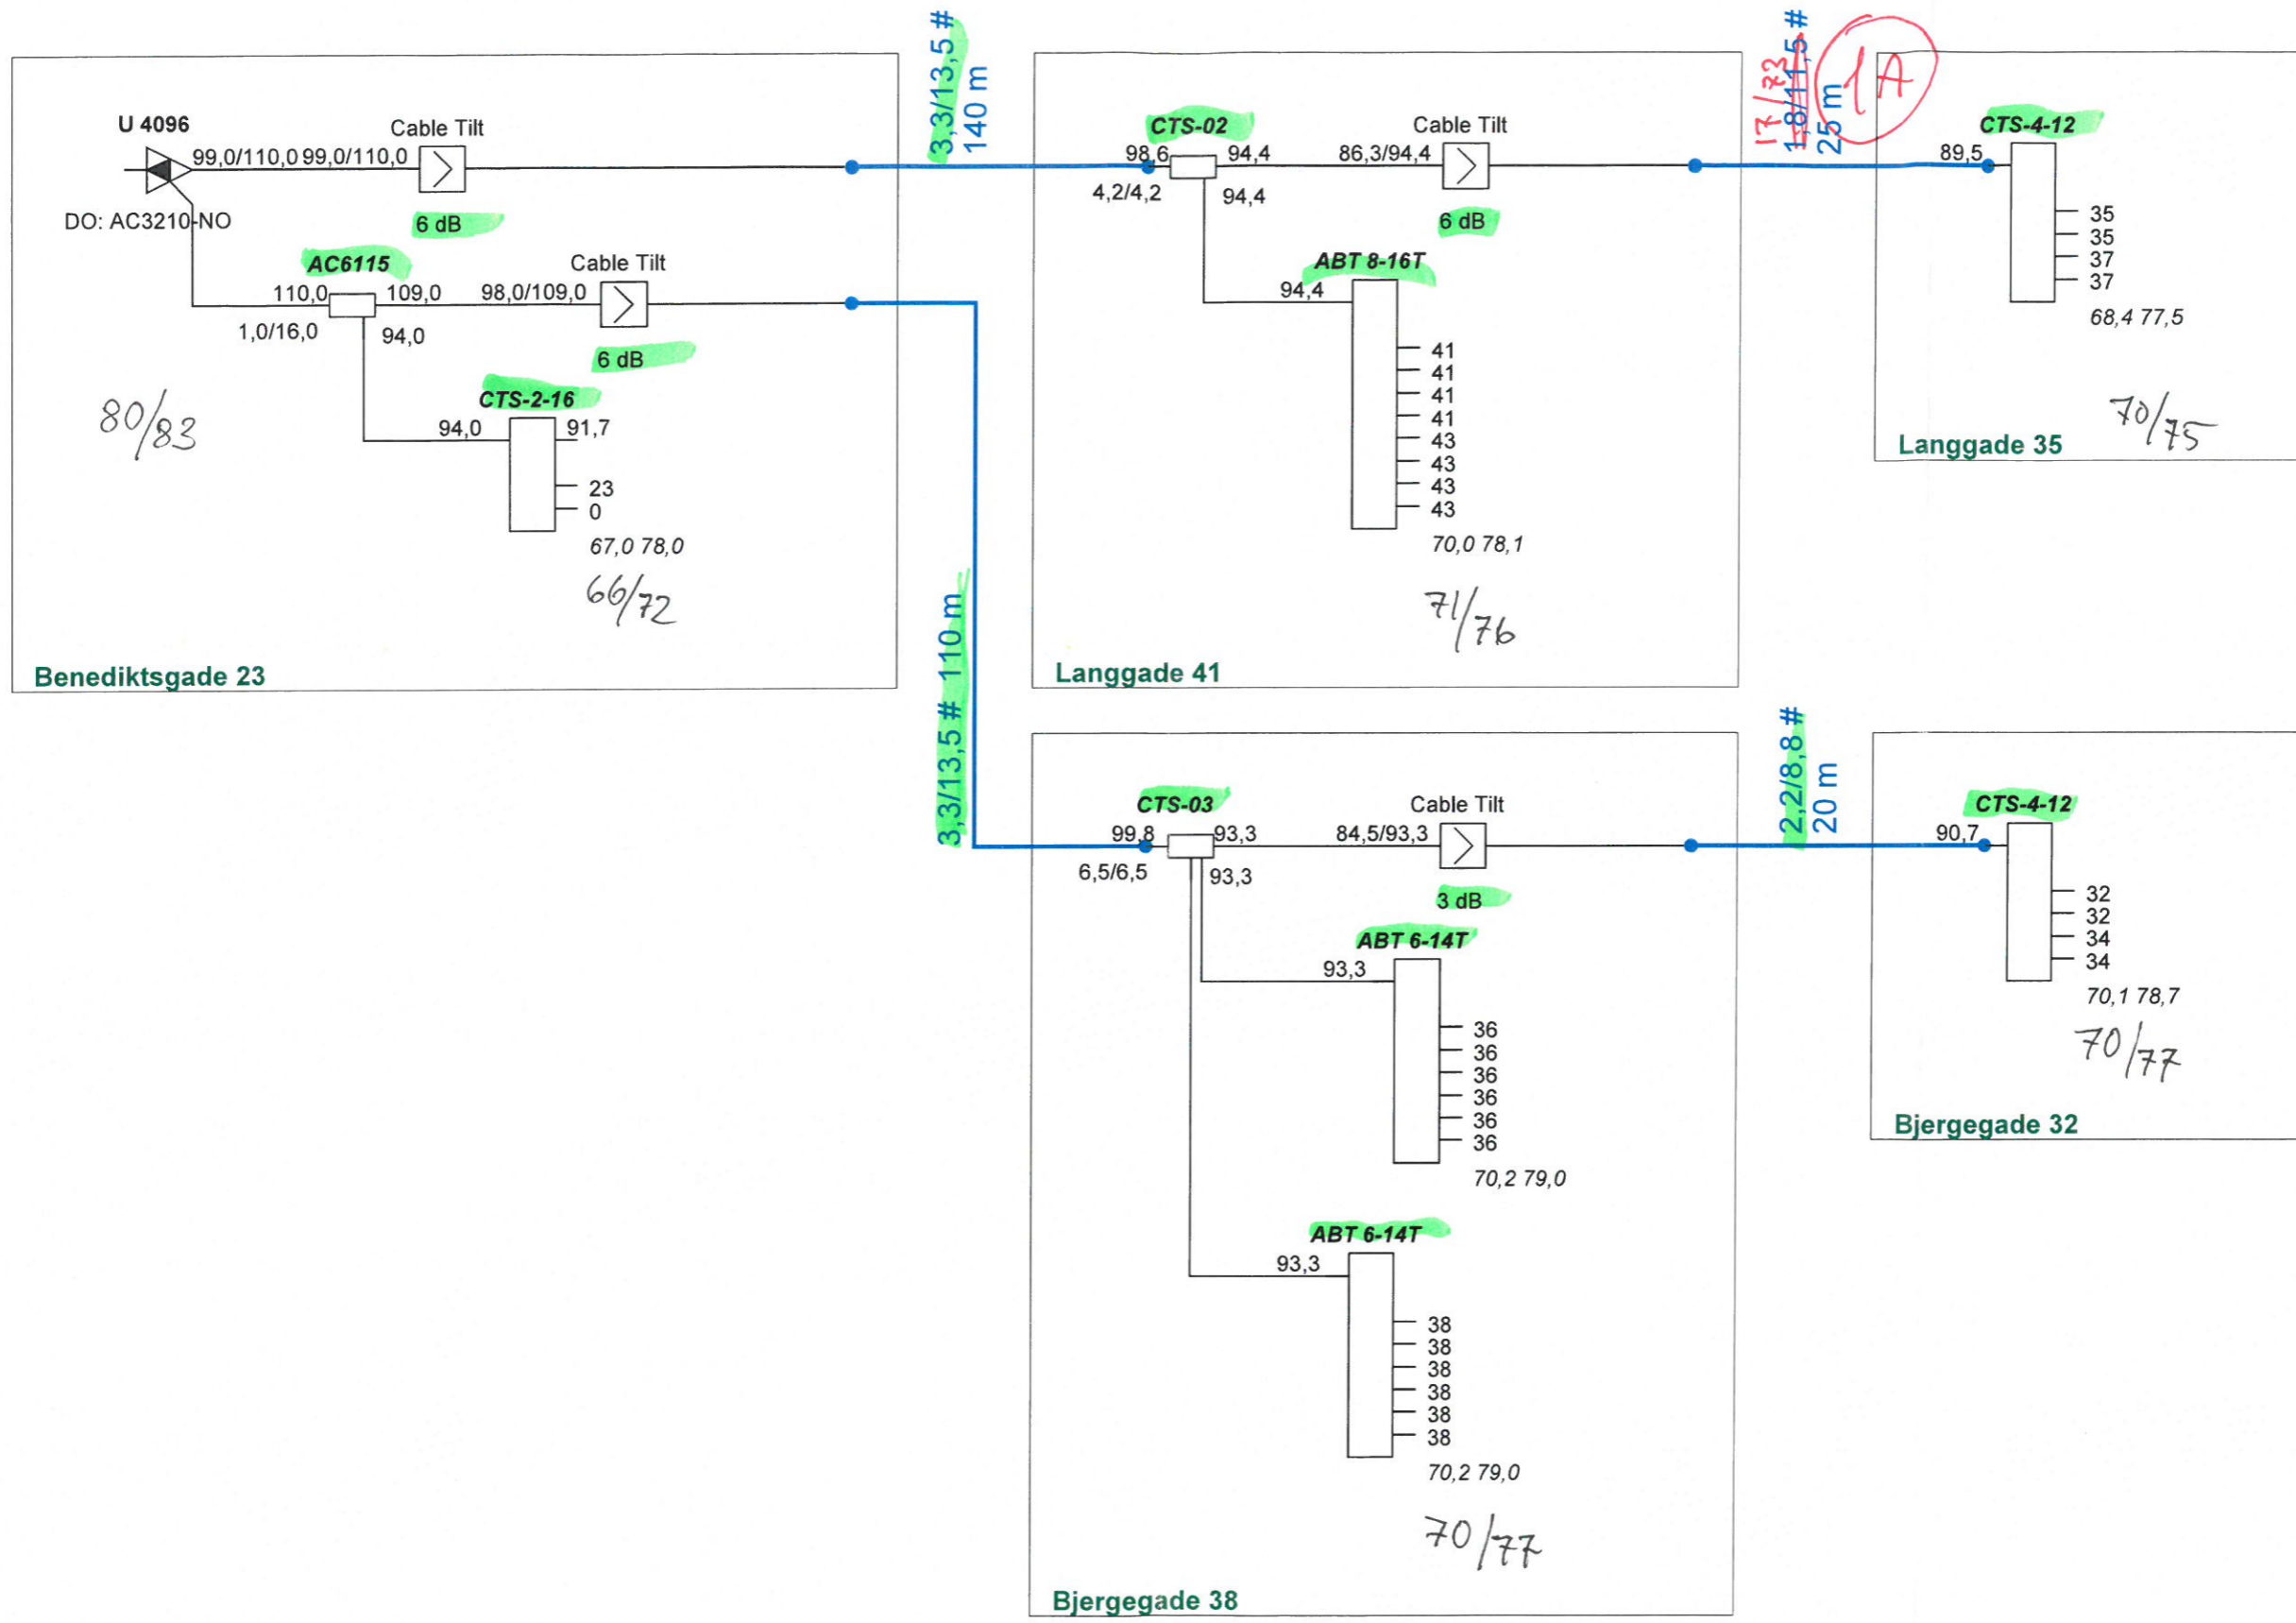 U 4096
99,0/110,0 99,0/110,0
Cable Tilt
6 dB
DO: AC3210-NO
AC6115
110,0
109,0
1,0/16,0
94,0
98,0/109,0
Cable Tilt
6 dB
CTS-2-16
94,0
91,7
23
0
67,0 78,0
66/72
80/83
Benediktsgade 23
3,3/13,5 #
140 m
3,3/13,5 # 110 m
CTS-02
98,6
94,4
4,2/4,2
94,4
86,3/94,4
Cable Tilt
6 dB
ABT 8-16T
94,4
41
41
41
41
43
43
43
43
70,0 78,1
71/76
Langgade 41
17/73
1,8/11,5 #
25 m
1A
CTS-4-12
89,5
35
35
37
37
68,4 77,5
70/75
Langgade 35
CTS-03
99,8
93,3
6,5/6,5
93,3
84,5/93,3
Cable Tilt
3 dB
ABT 6-14T
93,3
36
36
36
36
36
36
70,2 79,0
ABT 6-14T
93,3
38
38
38
38
38
38
70,2 79,0
70/77
Bjergegade 38
2,2/8,8 #
20 m
CTS-4-12
90,7
32
32
34
34
70,1 78,7
70/77
Bjergegade 32